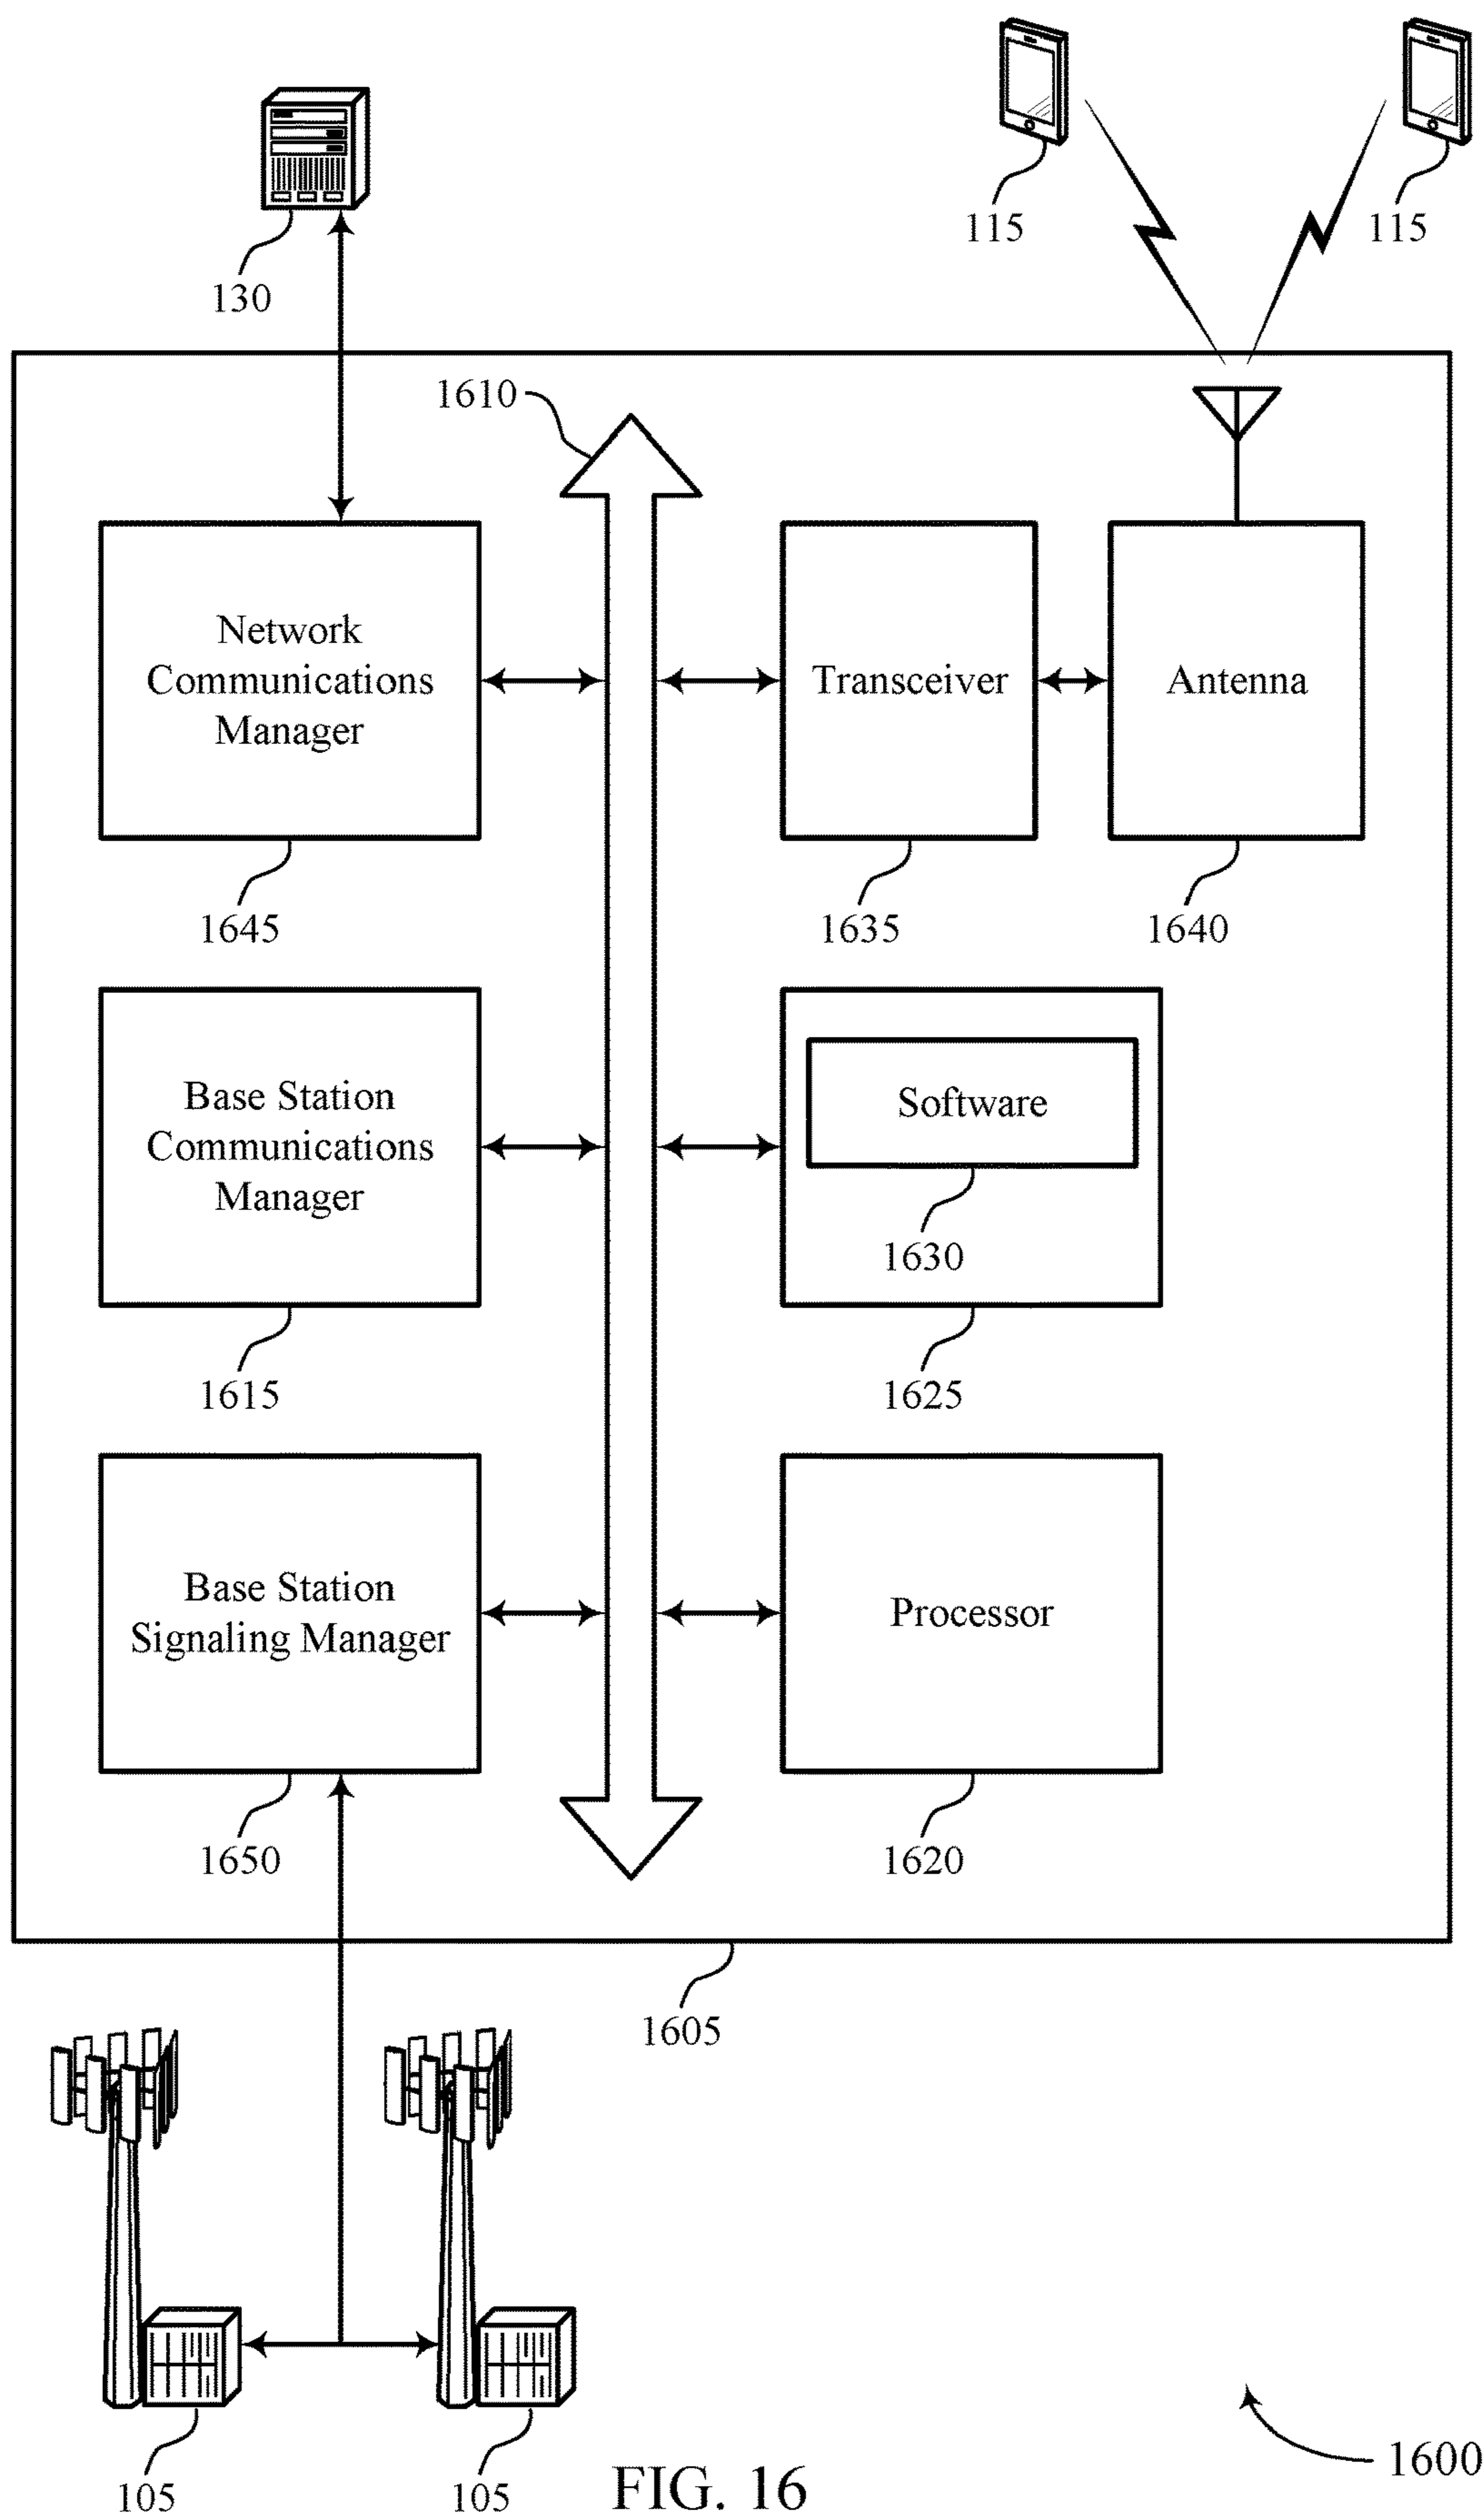 115
115
130
1610
Network
Communications
Manager
Transceiver
Antenna
1645
1635
1640
Base Station
Communications
Manager
Software
1630
1615
1625
Base Station
Signaling Manager
Processor
1650
1620
1605
105
105
FIG. 16
1600